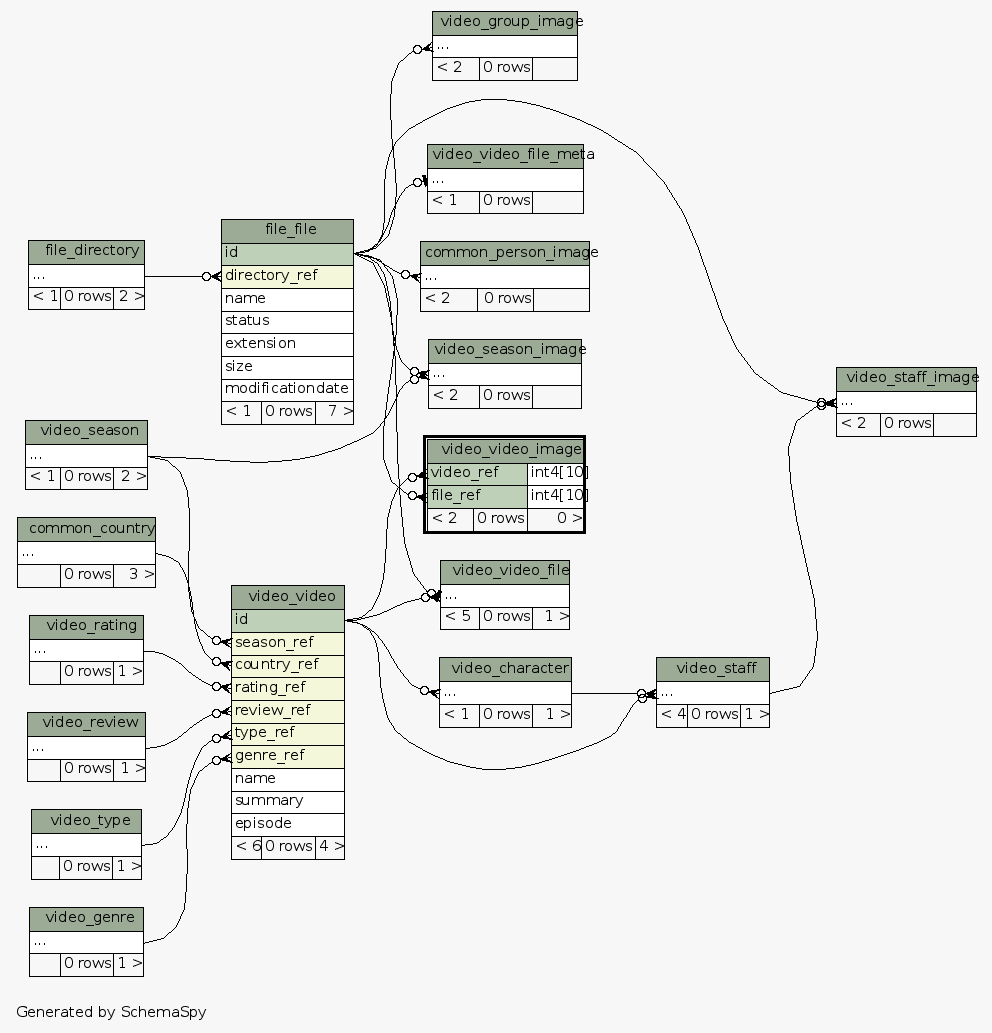 video_group_image
...
< 2 0 rows
video_video_file_meta
...
< 1 0 rows
file_file
id
directory_ref
name
status
extension
size
modificationdate
< 1 0 rows 7 >
file_directory
...
< 1 0 rows 2 >
common_person_image
...
< 2 0 rows
video_season_image
...
< 2 0 rows
video_staff_image
...
< 2 0 rows
video_season
...
< 1 0 rows 2 >
video_video_image
video_ref int4[10]
file_ref int4[10]
< 2 0 rows 0 >
common_country
...
0 rows 3 >
video_video_file
...
< 5 0 rows 1 >
video_video
id
season_ref
country_ref
rating_ref
review_ref
type_ref
genre_ref
name
summary
episode
< 6 0 rows 4 >
video_rating
...
0 rows 1 >
video_character
...
< 1 0 rows 1 >
video_staff
...
< 4 0 rows 1 >
video_review
...
0 rows 1 >
video_type
...
0 rows 1 >
video_genre
...
0 rows 1 >
Generated by SchemaSpy